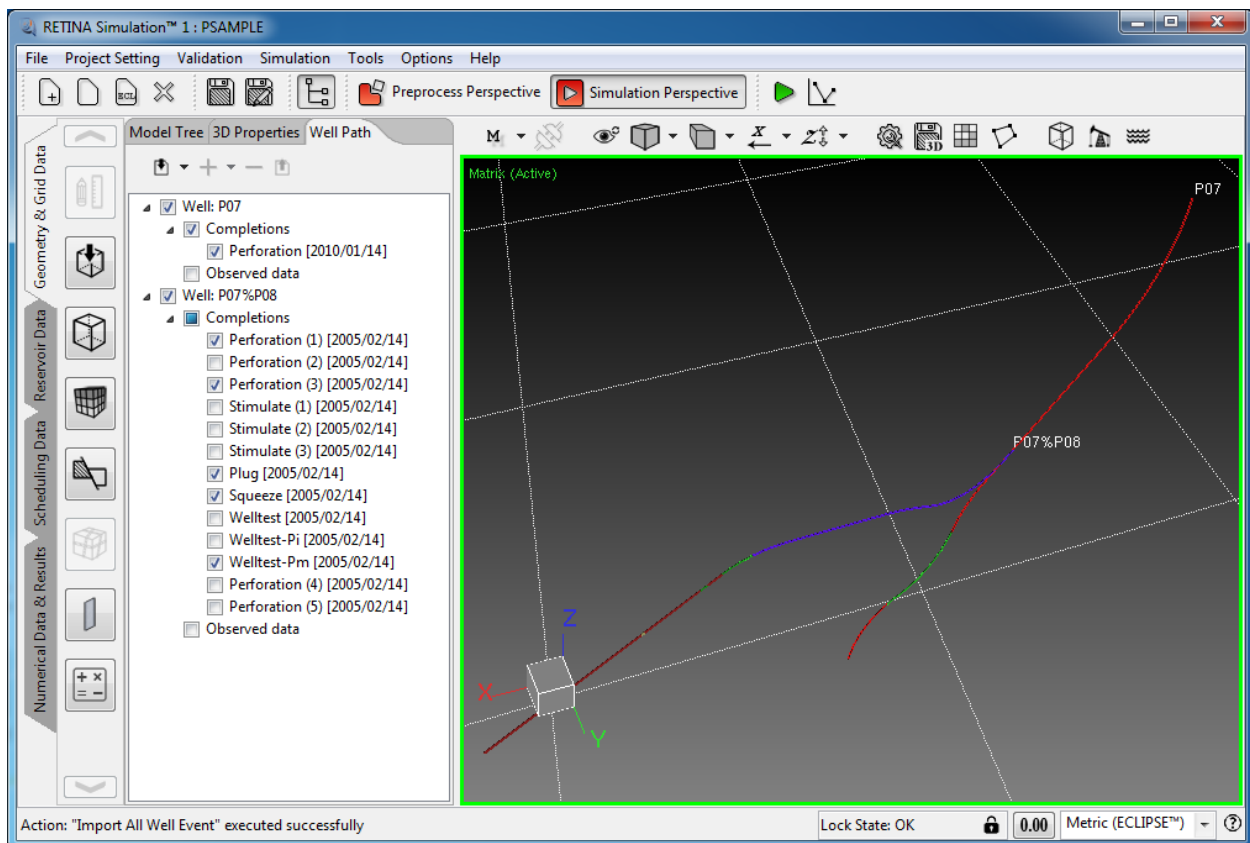 RETINA Simulation™ 1 : PSAMPLE
File Project Setting Validation Simulation Tools Options Help
ECL Preprocess Perspective Simulation Perspective
Geometry & Grid Data
Reservoir Data
Scheduling Data
Numerical Data & Results
Model Tree 3D Properties Well Path
Well: P07
Completions
Perforation [2010/01/14]
Observed data
Well: P07%P08
Completions
Perforation (1) [2005/02/14]
Perforation (2) [2005/02/14]
Perforation (3) [2005/02/14]
Stimulate (1) [2005/02/14]
Stimulate (2) [2005/02/14]
Stimulate (3) [2005/02/14]
Plug [2005/02/14]
Squeeze [2005/02/14]
Welltest [2005/02/14]
Welltest-Pi [2005/02/14]
Welltest-Pm [2005/02/14]
Perforation (4) [2005/02/14]
Perforation (5) [2005/02/14]
Observed data
M X Z 3D
Matrix (Active)
P07
P07%P08
Z
X
Y
Action: "Import All Well Event" executed successfully
Lock State: OK 0.00 Metric (ECLIPSE™)